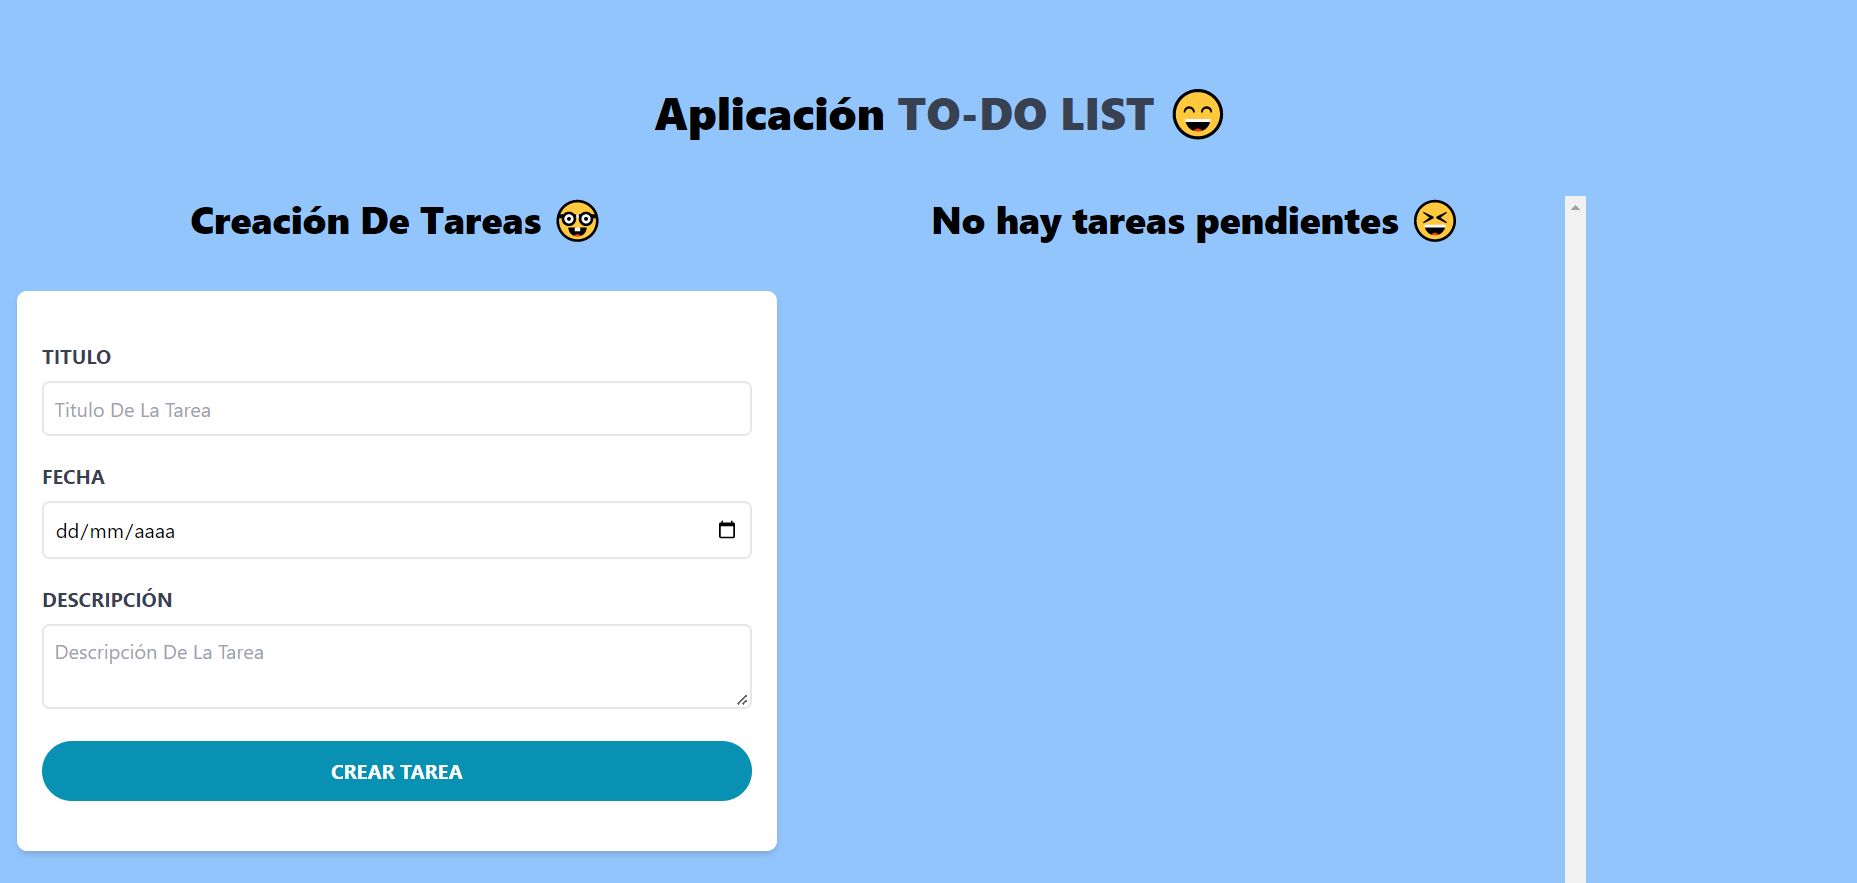 Aplicación TO-DO LIST 😄
Creación De Tareas 🤓
TITULO
Titulo De La Tarea
FECHA
dd/mm/aaaa
DESCRIPCIÓN
Descripción De La Tarea
CREAR TAREA
No hay tareas pendientes 😆